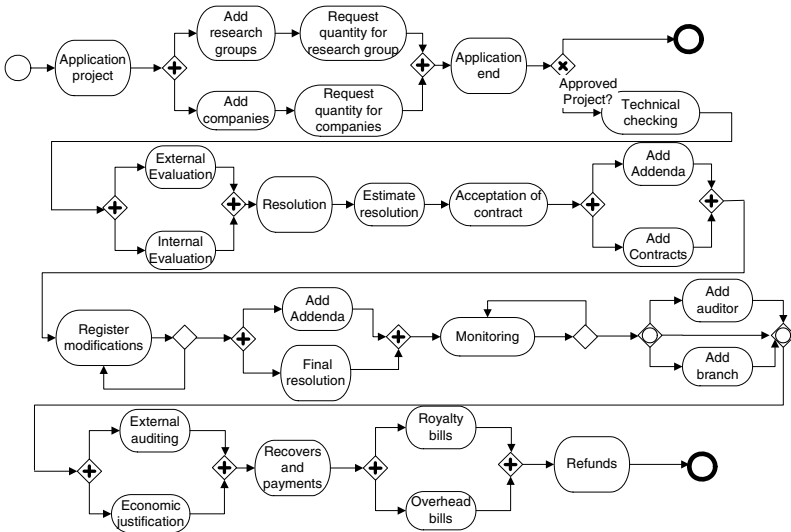 Application
project
Add
research
groups
Request
quantity for
research group
Add
companies
Request
quantity for
companies
Application
end
Approved
Project?
Technical
checking
External
Evaluation
Internal
Evaluation
Resolution
Estimate
resolution
Acceptation of
contract
Add
Addenda
Add
Contracts
Register
modifications
Add
Addenda
Final
resolution
Monitoring
Add
auditor
Add
branch
External
auditing
Economic
justification
Recovers
and
payments
Royalty
bills
Overhead
bills
Refunds